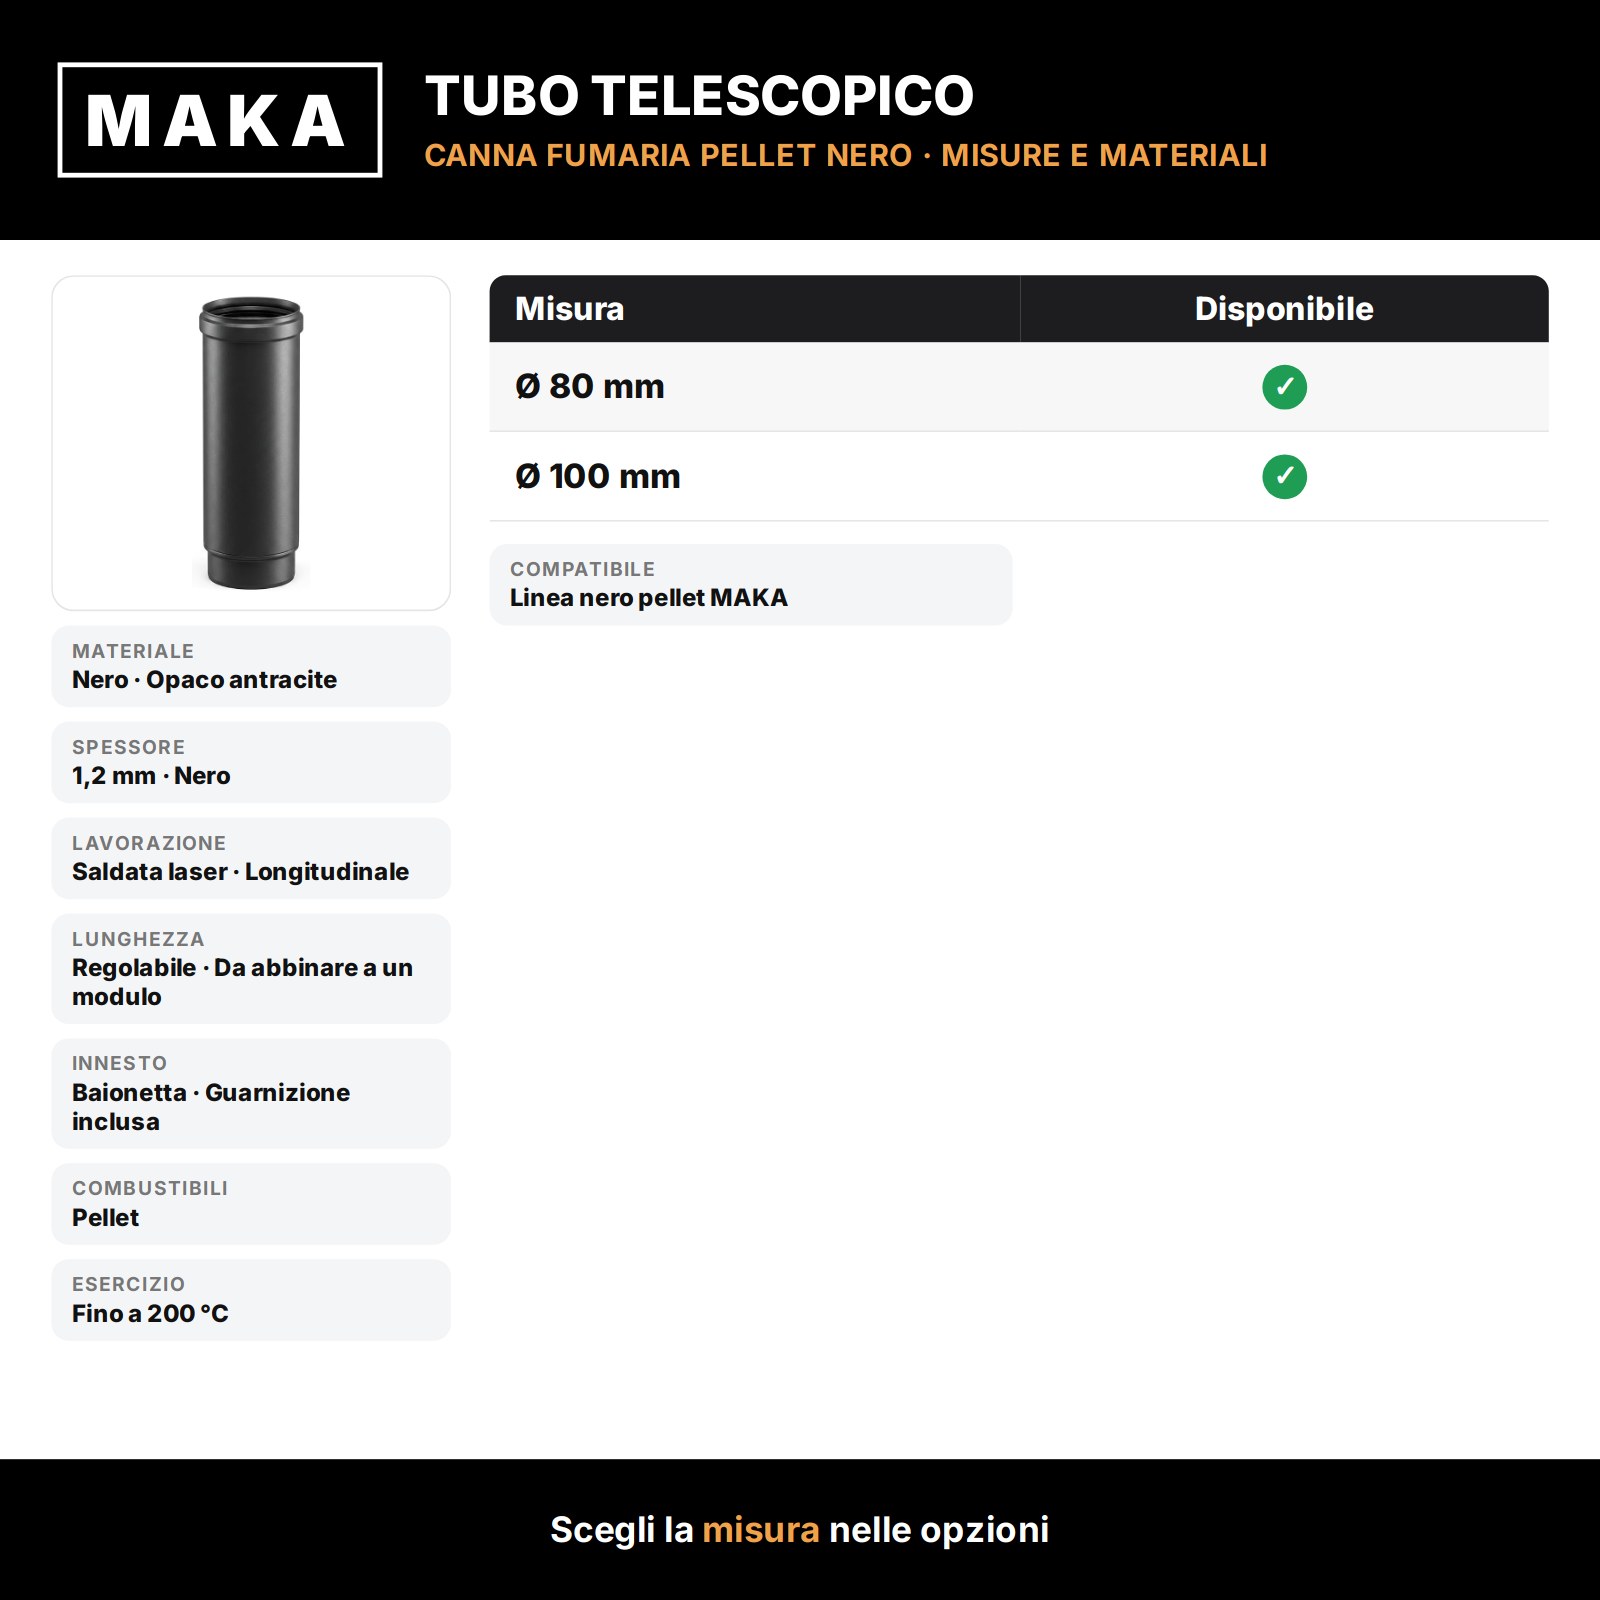 MAKA
TUBO TELESCOPICO
CANNA FUMARIA PELLET NERO · MISURE E MATERIALI
Misura Disponibile
Ø 80 mm ✓
Ø 100 mm ✓
COMPATIBILE
Linea nero pellet MAKA
MATERIALE
Nero · Opaco antracite
SPESSORE
1,2 mm · Nero
LAVORAZIONE
Saldata laser · Longitudinale
LUNGHEZZA
Regolabile · Da abbinare a un
modulo
INNESTO
Baionetta · Guarnizione
inclusa
COMBUSTIBILI
Pellet
ESERCIZIO
Fino a 200 °C
Scegli la misura nelle opzioni